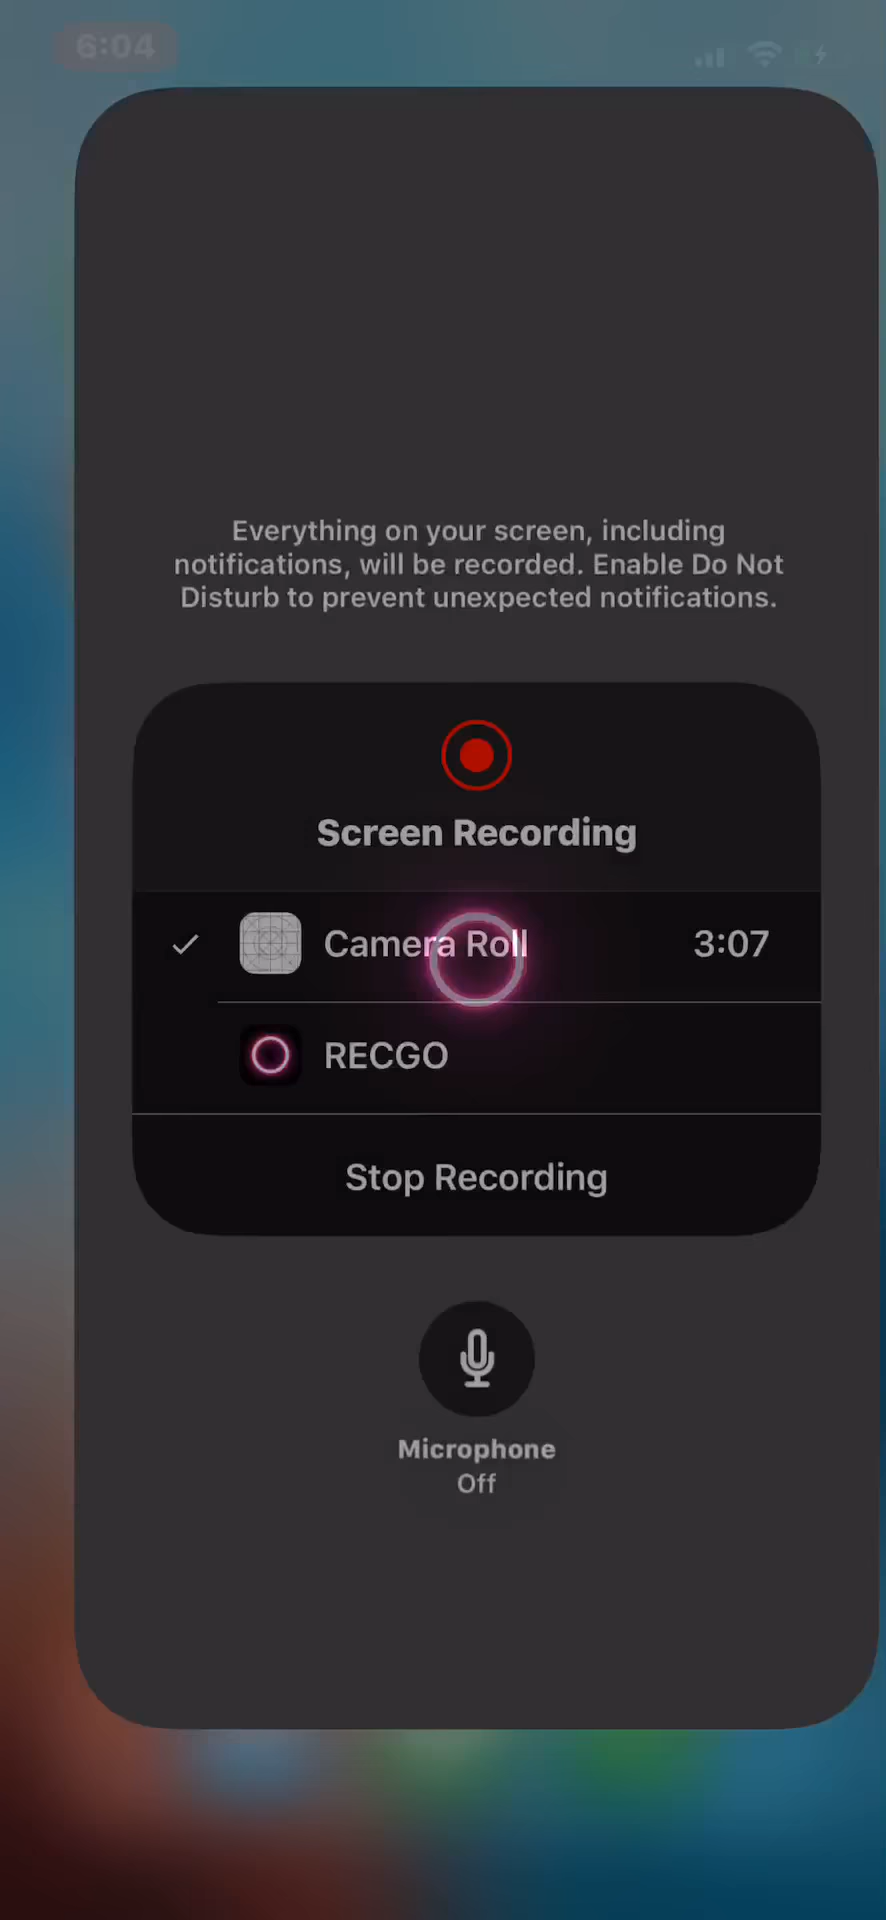 6:04
Everything on your screen, including
notifications, will be recorded. Enable Do Not
Disturb to prevent unexpected notifications.
Screen Recording
Camera Roll 3:07
RECGO
Stop Recording
Microphone
Off